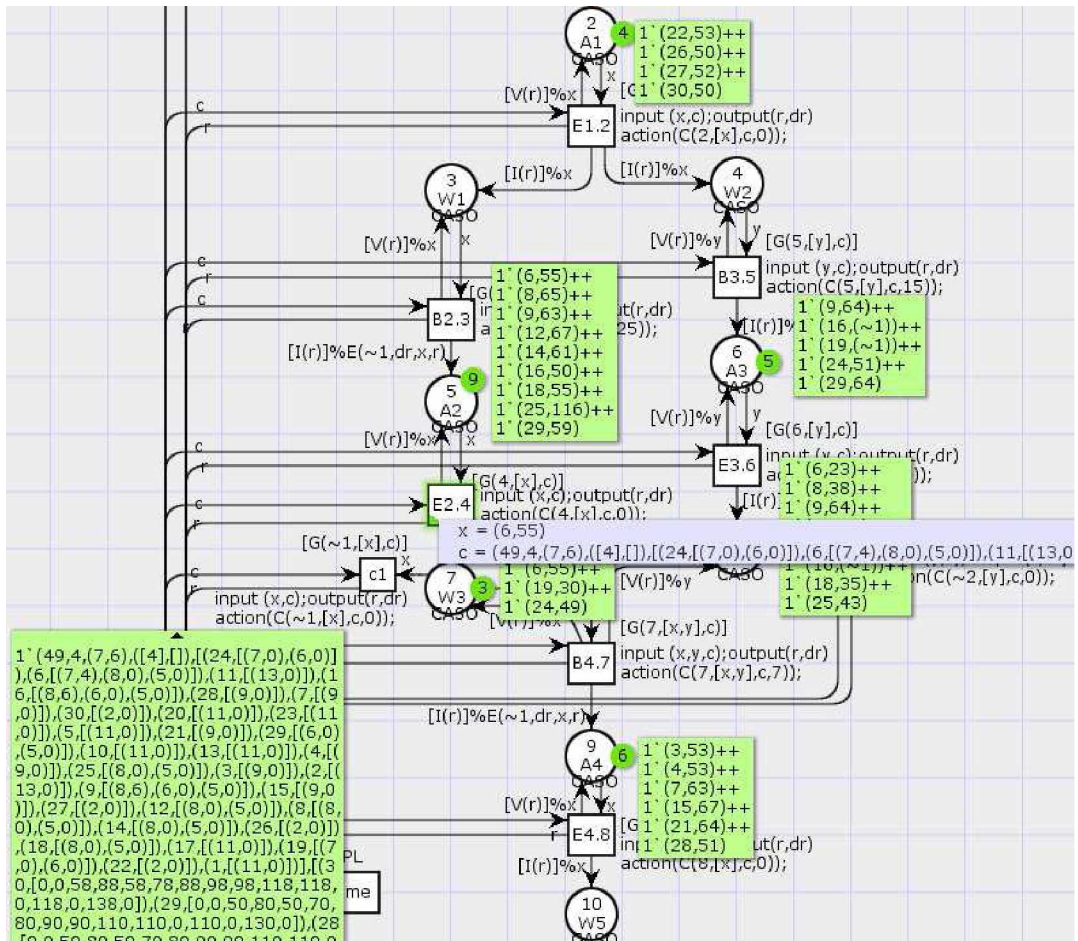 2
A1
CASO
4
1`(22,53)++
1`(26,50)++
1`(27,52)++
1`(30,50)
x
[V(r)]%x
[G
c
r
E1.2
input (x,c);output(r,dr)
action(C(2,[x],c,0));
[I(r)]%x
[I(r)]%x
3
W1
CASO
4
W2
CASO
[V(r)]%x
x
[V(r)]%y
y
[G(5,[y],c)]
c
r
B3.5
input (y,c);output(r,dr)
action(C(5,[y],c,15));
c
r
B2.3
[G(
ut(r,dr)
25));
1`(6,55)++
1`(8,65)++
1`(9,63)++
1`(12,67)++
1`(14,61)++
1`(16,50)++
1`(18,55)++
1`(25,116)++
1`(29,59)
[I(r)]%E(~1,dr,x,r)
[I(r)]%
1`(9,64)++
1`(16,(~1))++
1`(19,(~1))++
1`(24,51)++
1`(29,64)
5
A2
CASO
9
6
A3
CASO
5
[V(r)]%x
x
[V(r)]%y
y
[G(6,[y],c)]
c
r
E3.6
input (y,c);output(r,dr)
));
[G(4,[x],c)]
c
r
E2.4
input (x,c);output(r,dr)
action(C(4,[x],c,0));
[I(r)]
1`(6,23)++
1`(8,38)++
1`(9,64)++
x = (6,55)
c = (49,4,(7,6),([4],[]),[(24,[(7,0),(6,0)]),(6,[(7,4),(8,0),(5,0)]),(11,[(13,0
[G(~1,[x],c)]
c
r
c1
x
input (x,c);output(r,dr)
action(C(~1,[x],c,0));
7
W3
CASO
3
1`(6,55)++
1`(19,30)++
1`(24,49)
[V(r)]%y
1`(18,35)++
1`(25,43)
on(C(~2,[y],c,0));
[V(r)]%x
[G(7,[x,y],c)]
B4.7
input (x,y,c);output(r,dr)
action(C(7,[x,y],c,7));
[I(r)]%E(~1,dr,x,r)
9
A4
CASO
6
1`(3,53)++
1`(4,53)++
1`(7,63)++
1`(15,67)++
1`(21,64)++
1`(28,51)
[V(r)]%x
x
[G
r
E4.8
ut(r,dr)
action(C(8,[x],c,0));
[I(r)]%x
10
W5
CASO
PL
me
1`(49,4,(7,6),([4],[]),[(24,[(7,0),(6,0)]
),(6,[(7,4),(8,0),(5,0)]),(11,[(13,0)]),(1
6,[(8,6),(6,0),(5,0)]),(28,[(9,0)]),(7,[(9
,0)]),(30,[(2,0)]),(20,[(11,0)]),(23,[(11
,0)]),(5,[(11,0)]),(21,[(9,0)]),(29,[(6,0)
,(5,0)]),(10,[(11,0)]),(13,[(11,0)]),(4,[(
9,0)]),(25,[(8,0),(5,0)]),(3,[(9,0)]),(2,[(
13,0)]),(9,[(8,6),(6,0),(5,0)]),(15,[(9,0
)]),(27,[(2,0)]),(12,[(8,0),(5,0)]),(8,[(8,
0),(5,0)]),(14,[(8,0),(5,0)]),(26,[(2,0)])
,(18,[(8,0),(5,0)]),(17,[(11,0)]),(19,[(7
,0),(6,0)]),(22,[(2,0)]),(1,[(11,0)])],[(3
0,[0,0,58,88,58,78,88,98,98,118,118,
0,118,0,138,0]),(29,[0,0,50,80,50,70,
80,90,90,110,110,0,110,0,130,0]),(28